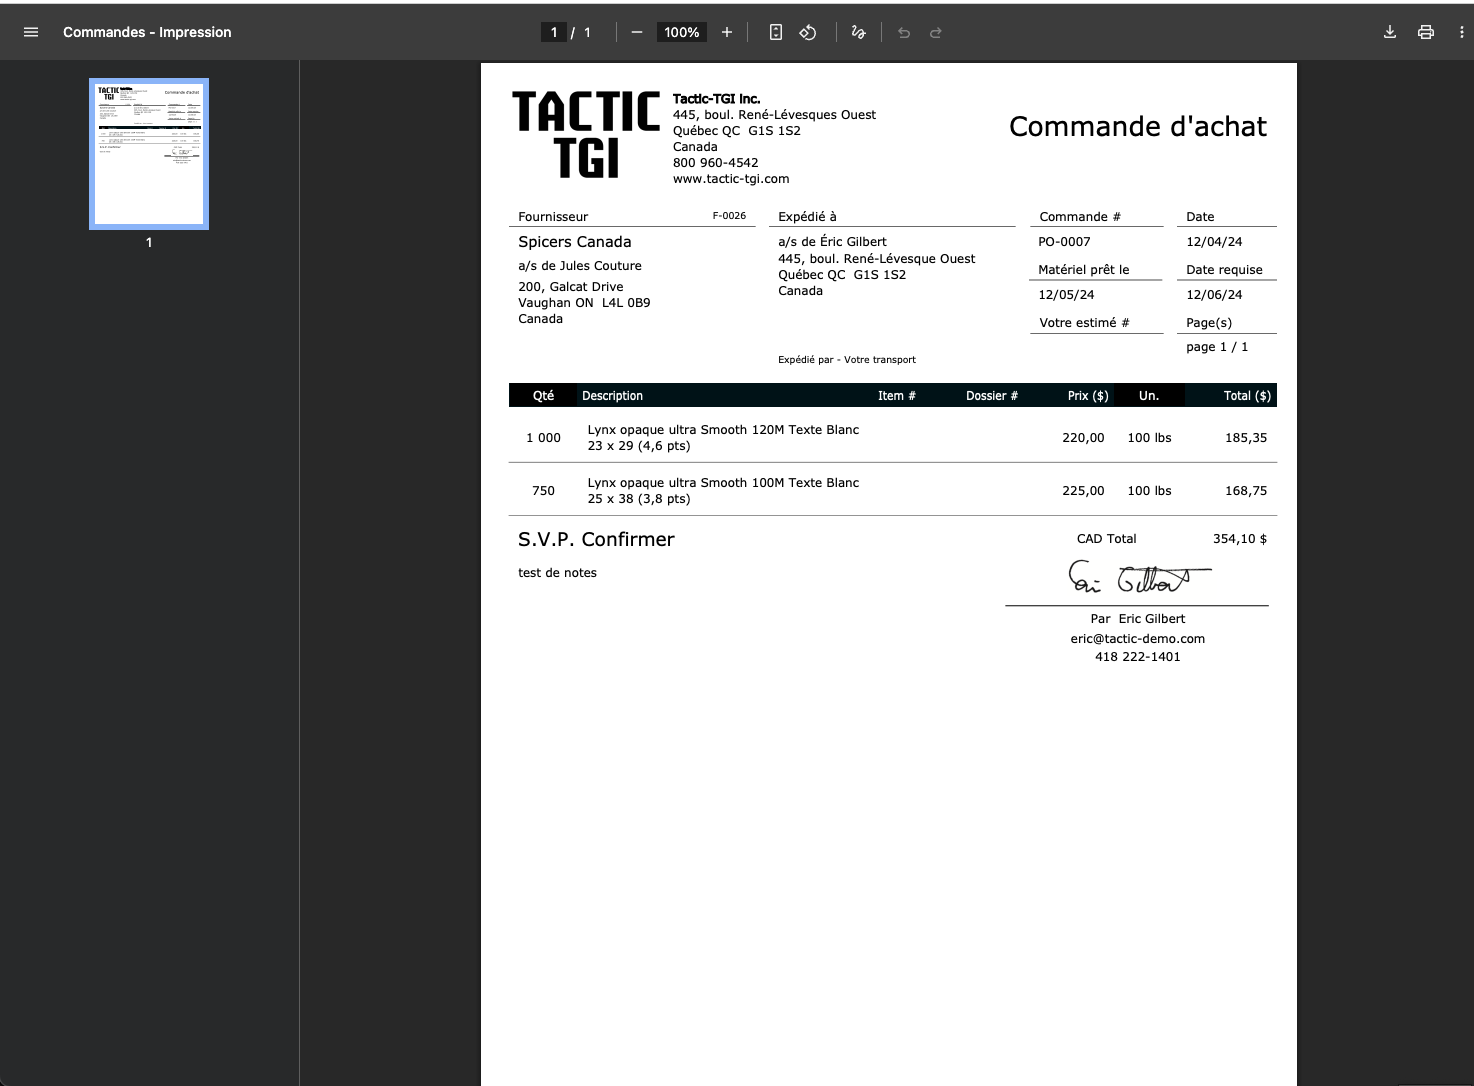 Commandes - Impression
1 / 1
100%
1
TACTIC
TGI
Tactic-TGI inc.
445, boul. René-Lévesques Ouest
Québec QC  G1S 1S2
Canada
800 960-4542
www.tactic-tgi.com
Commande d'achat
Fournisseur F-0026
Spicers Canada
a/s de Jules Couture
200, Galcat Drive
Vaughan ON  L4L 0B9
Canada
Expédié à
a/s de Éric Gilbert
445, boul. René-Lévesque Ouest
Québec QC  G1S 1S2
Canada
Expédié par - Votre transport
Commande # Date
PO-0007 12/04/24
Matériel prêt le Date requise
12/05/24 12/06/24
Votre estimé # Page(s)
page 1 / 1
Qté Description Item # Dossier # Prix ($) Un. Total ($)
1 000 Lynx opaque ultra Smooth 120M Texte Blanc 220,00 100 lbs 185,35
23 x 29 (4,6 pts)
750 Lynx opaque ultra Smooth 100M Texte Blanc 225,00 100 lbs 168,75
25 x 38 (3,8 pts)
S.V.P. Confirmer CAD Total 354,10 $
test de notes
Eric Gilbert
Par  Eric Gilbert
eric@tactic-demo.com
418 222-1401